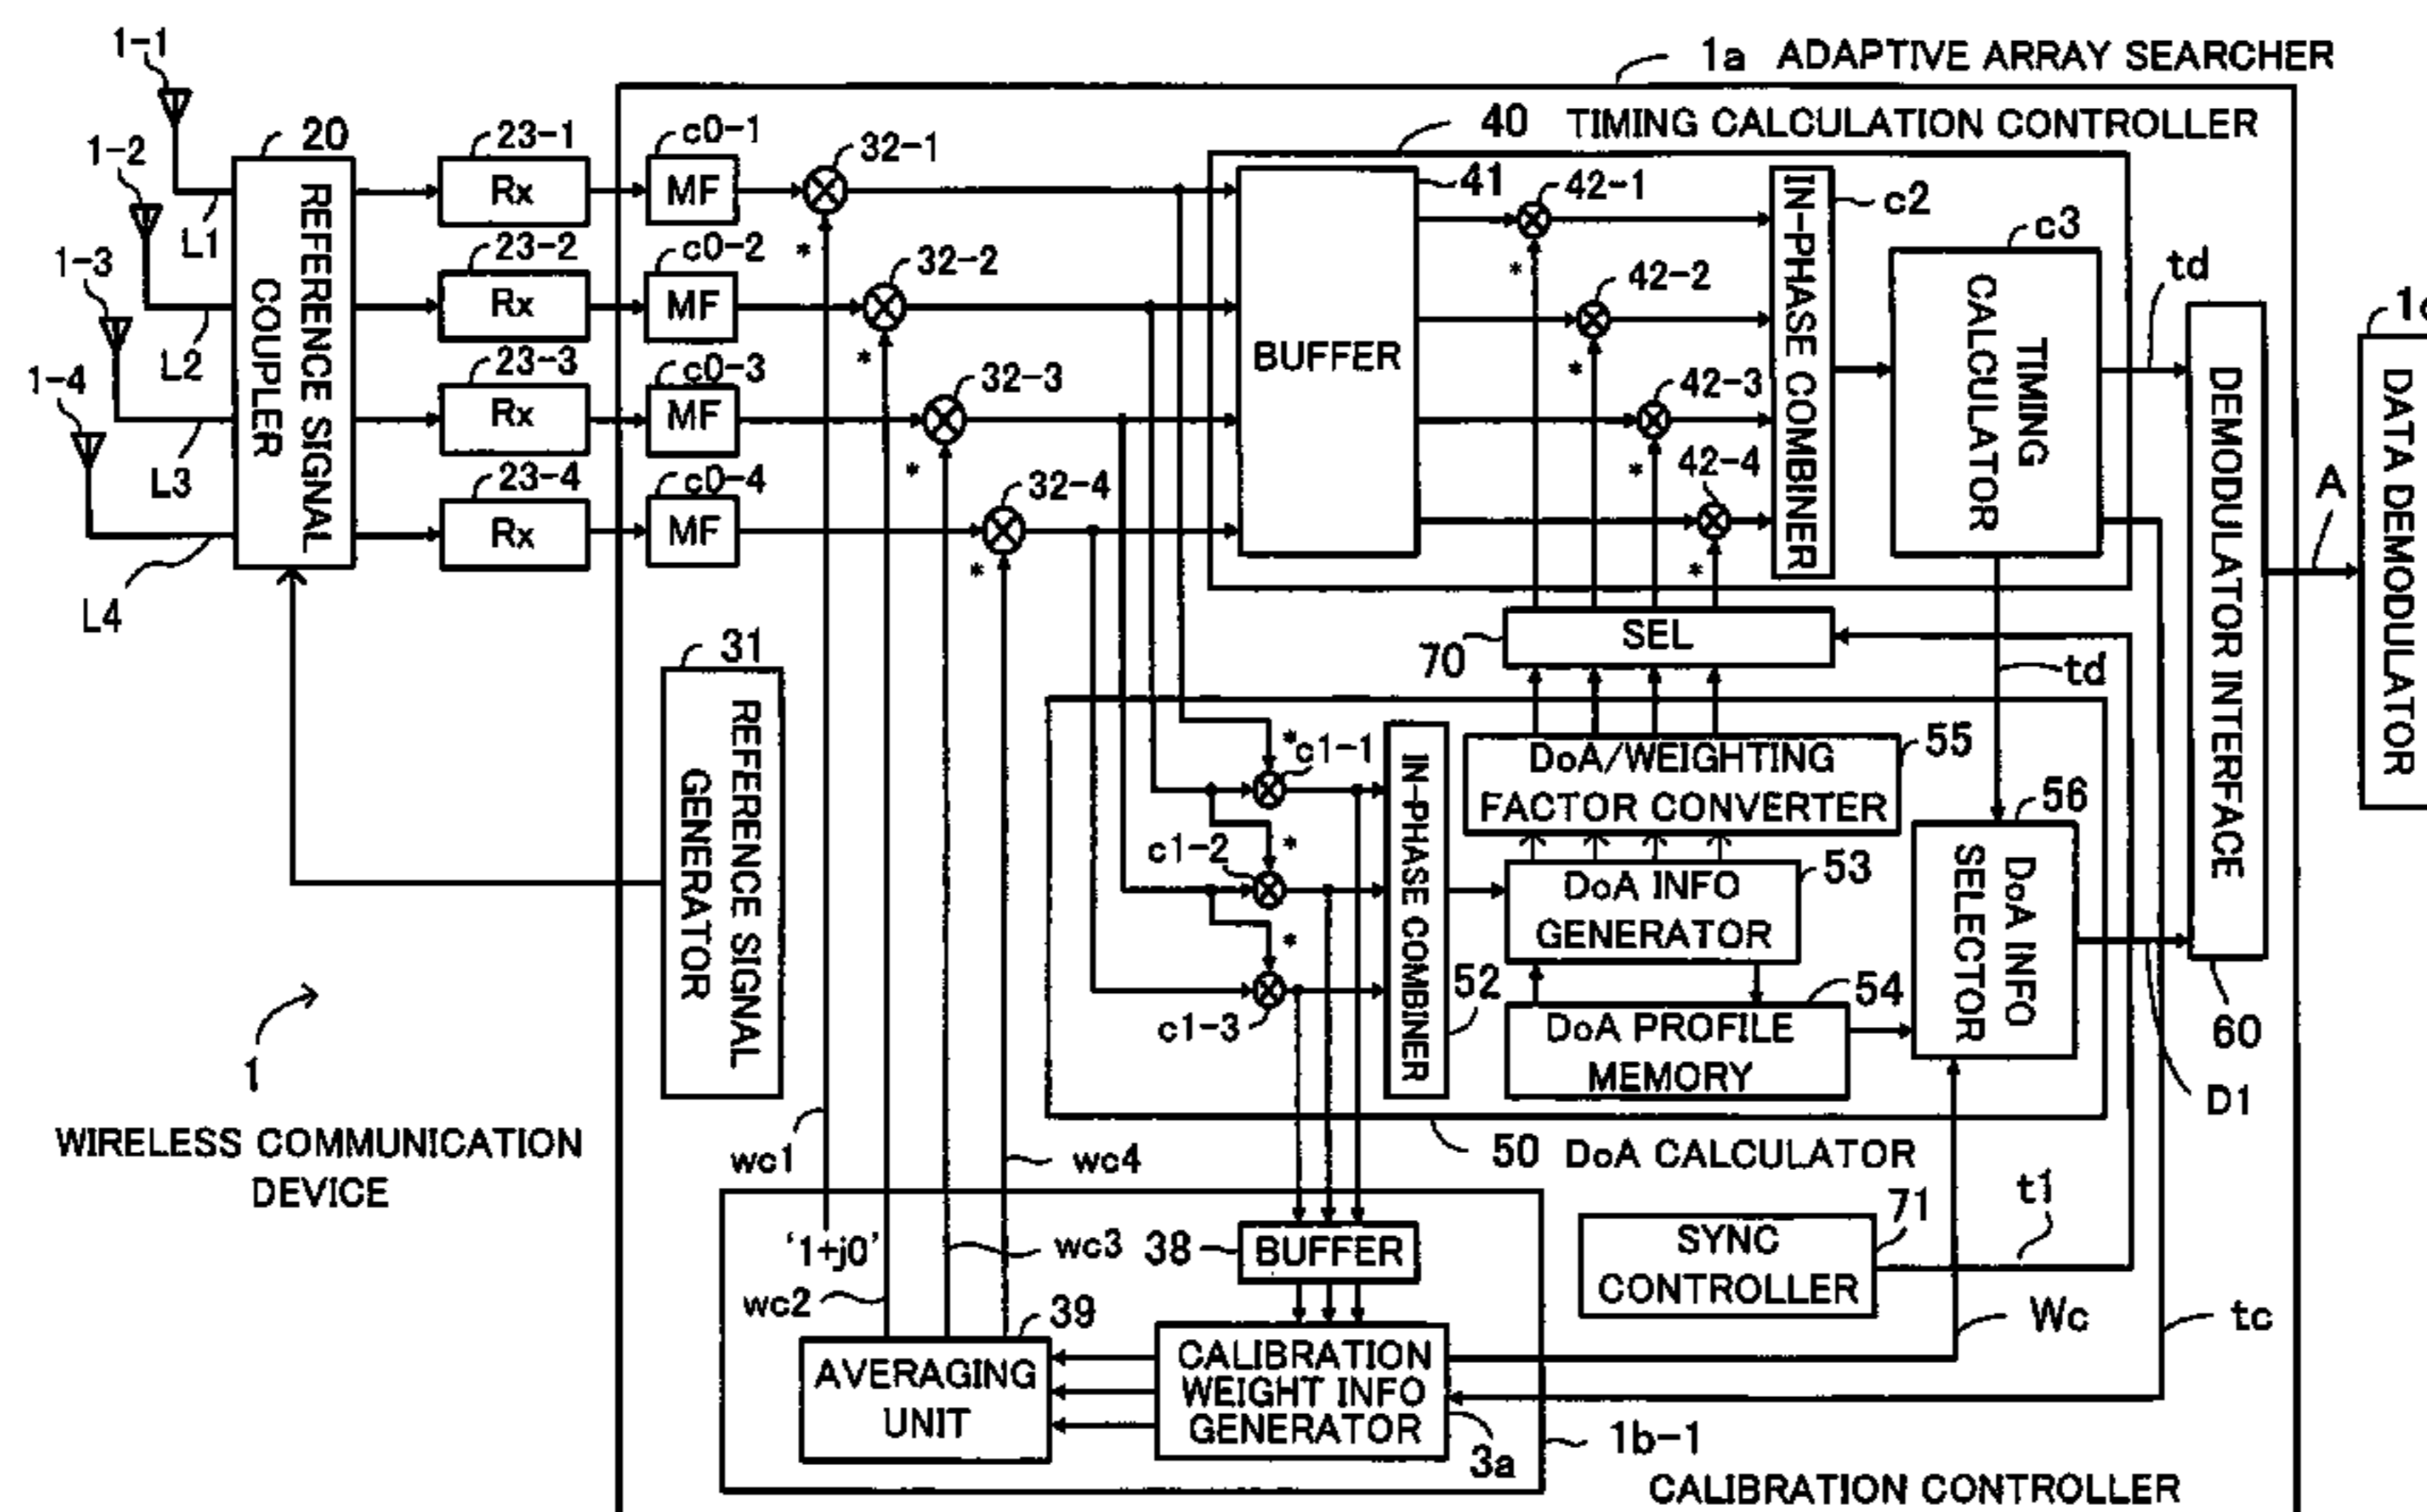 1-1
1a ADAPTIVE ARRAY SEARCHER
40 TIMING CALCULATION CONTROLLER
1-2
20
23-1
c0-1
32-1
41
42-1
c2
c3
Rx
MF
L1
*
1-3
23-2
c0-2
32-2
42-2
td
Rx
MF
L2
*
1-4
23-3
c0-3
32-3
42-3
Rx
MF
L3
*
23-4
c0-4
32-4
42-4
Rx
MF
L4
*
REFERENCE SIGNAL
COUPLER
BUFFER
*
*
*
*
IN-PHASE COMBINER
TIMING
CALCULATOR
DEMODULATOR INTERFACE
A
DATA DEMODULATOR
31
REFERENCE SIGNAL
GENERATOR
70
SEL
td
*
c1-1
*
c1-2
*
c1-3
IN-PHASE COMBINER
52
DoA/WEIGHTING
FACTOR CONVERTER
55
DoA INFO
GENERATOR
53
DoA PROFILE
MEMORY
54
56
DoA INFO
SELECTOR
60
D1
1
WIRELESS COMMUNICATION
DEVICE
50 DoA CALCULATOR
wc1
wc4
'1+j0'
wc3
wc2
38
BUFFER
71
SYNC
CONTROLLER
t1
Wc
tc
39
AVERAGING
UNIT
CALIBRATION
WEIGHT INFO
GENERATOR
3a
1b-1
CALIBRATION CONTROLLER